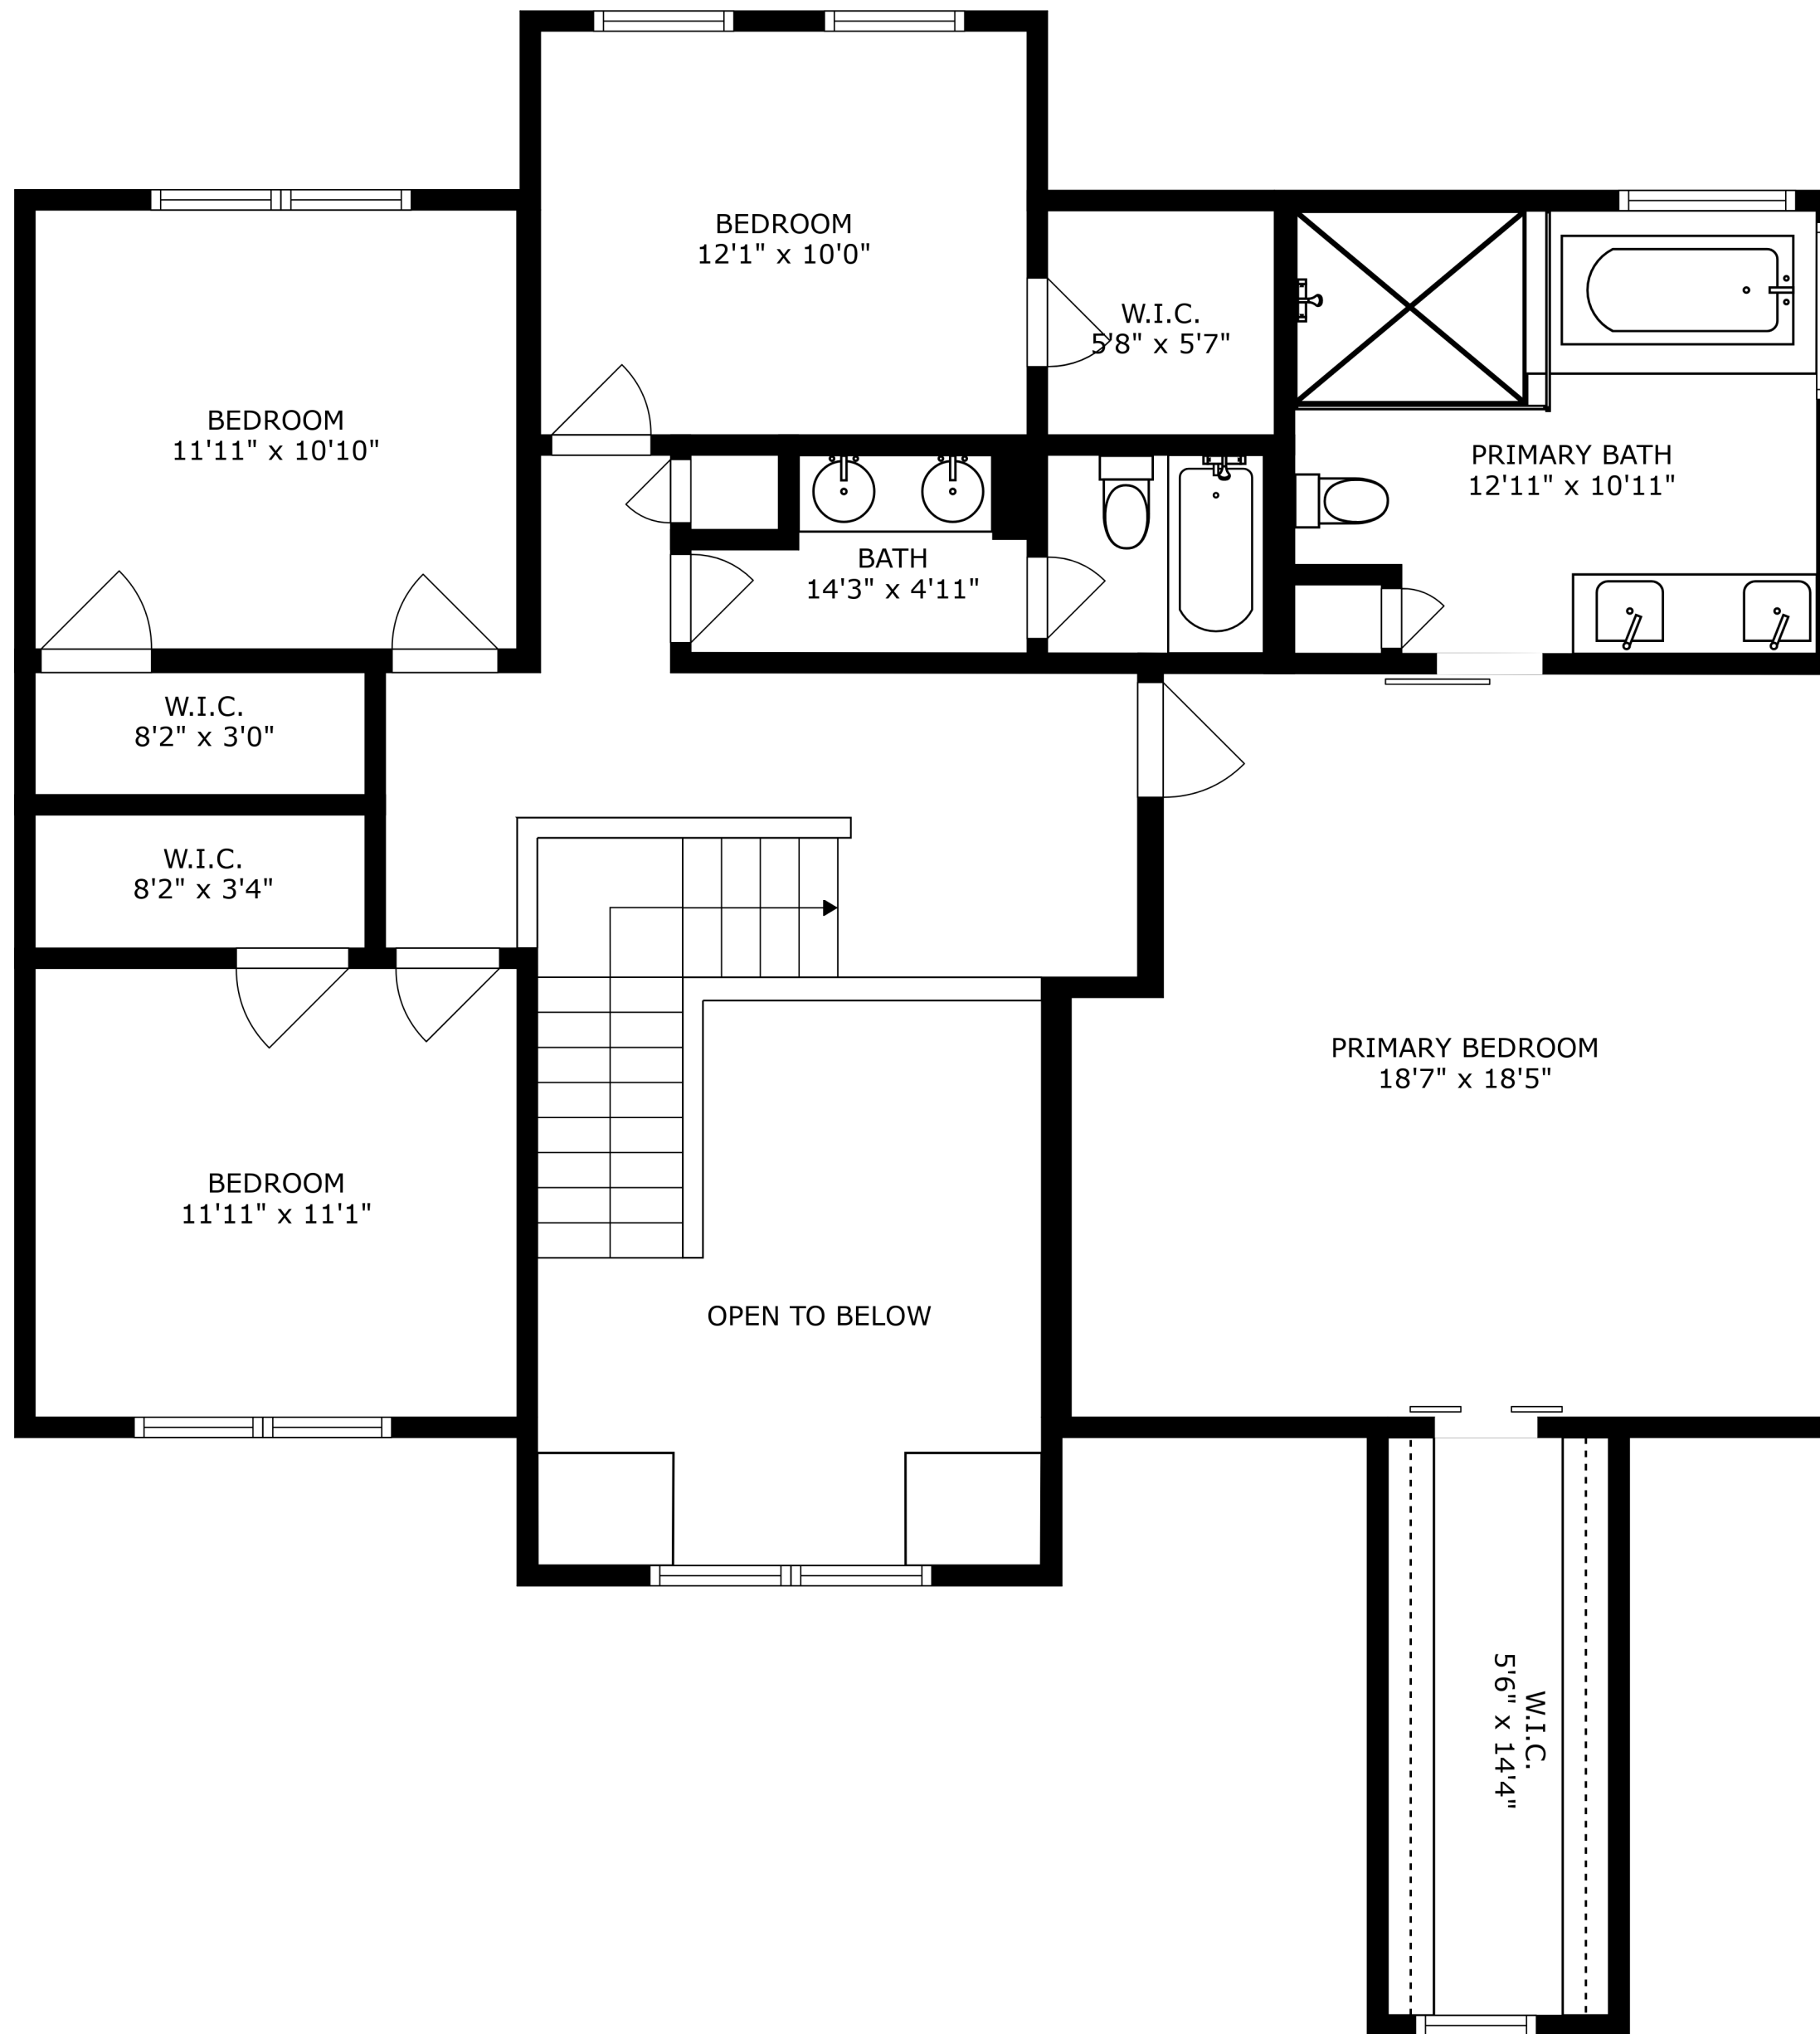 BEDROOM
12'1" x 10'0"
W.I.C.
5'8" x 5'7"
BEDROOM
11'11" x 10'10"
PRIMARY BATH
12'11" x 10'11"
BATH
14'3" x 4'11"
W.I.C.
8'2" x 3'0"
W.I.C.
8'2" x 3'4"
PRIMARY BEDROOM
18'7" x 18'5"
BEDROOM
11'11" x 11'1"
OPEN TO BELOW
W.I.C.
5'6" x 14'4"